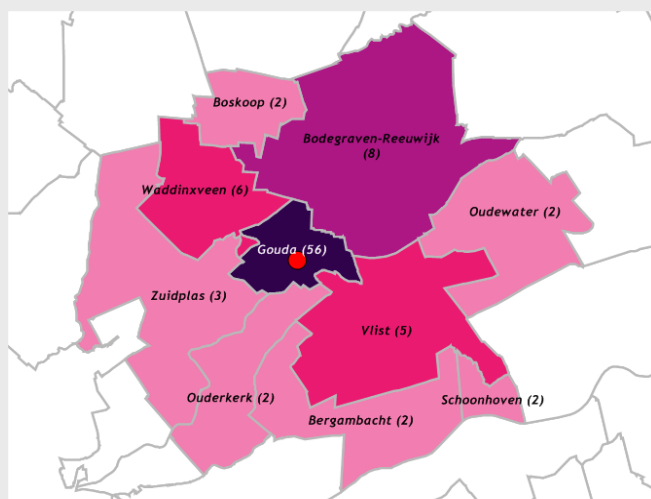 Boskoop (2)
Bodegraven-Reeuwijk
(8)
Waddinxveen (6)
Oudewater (2)
Gouda (56)
Zuidplas (3)
Vlist (5)
Ouderkerk (2)
Schoonhoven (2)
Bergambacht (2)